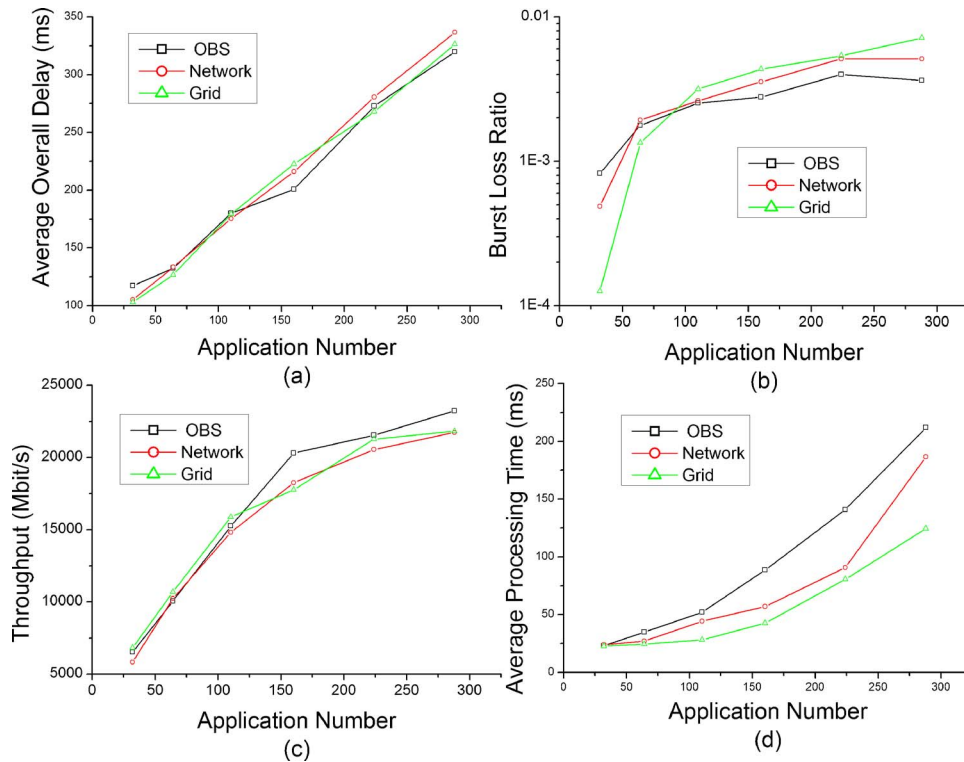 Average Overall Delay (ms)
350
300
250
200
150
100
0
50
100
150
200
250
300
OBS
Network
Grid
Application Number
(a)
Burst Loss Ratio
0.01
1E-3
1E-4
0
50
100
150
200
250
300
OBS
Network
Grid
Application Number
(b)
Throughput (Mbit/s)
25000
20000
15000
10000
5000
0
50
100
150
200
250
300
OBS
Network
Grid
Application Number
(c)
Average Processing Time (ms)
250
200
150
100
50
0
0
50
100
150
200
250
300
OBS
Network
Grid
Application Number
(d)